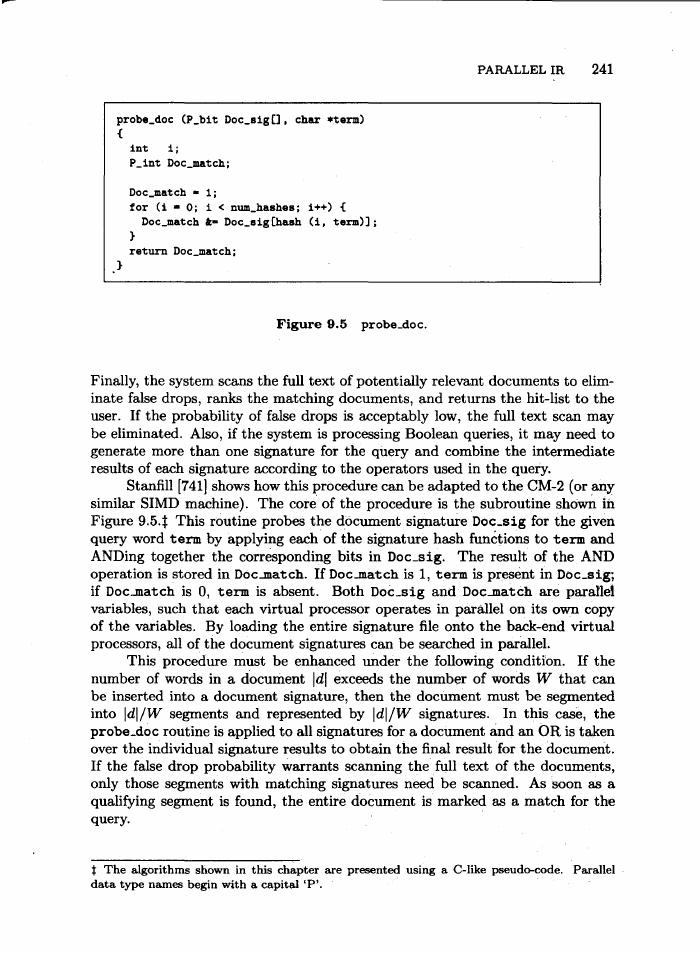 PARALLEL IR 241
probe_doc (P_bit Doc_sig[], char *term)
{
int i;
P_int Doc_match;
Doc_match = 1;
for (i = 0; i < num_hashes; i++) {
Doc_match &= Doc_sig[hash (i, term)];
}
return Doc_match;
}
Figure 9.5 probe_doc.
Finally, the system scans the full text of potentially relevant documents to elim-
inate false drops, ranks the matching documents, and returns the hit-list to the
user. If the probability of false drops is acceptably low, the full text scan may
be eliminated. Also, if the system is processing Boolean queries, it may need to
generate more than one signature for the query and combine the intermediate
results of each signature according to the operators used in the query.
Stanfill [741] shows how this procedure can be adapted to the CM-2 (or any
similar SIMD machine). The core of the procedure is the subroutine shown in
Figure 9.5.‡ This routine probes the document signature Doc_sig for the given
query word term by applying each of the signature hash functions to term and
ANDing together the corresponding bits in Doc_sig. The result of the AND
operation is stored in Doc_match. If Doc_match is 1, term is present in Doc_sig;
if Doc_match is 0, term is absent. Both Doc_sig and Doc_match are parallel
variables, such that each virtual processor operates in parallel on its own copy
of the variables. By loading the entire signature file onto the back-end virtual
processors, all of the document signatures can be searched in parallel.
This procedure must be enhanced under the following condition. If the
number of words in a document |d| exceeds the number of words W that can
be inserted into a document signature, then the document must be segmented
into |d|/W segments and represented by |d|/W signatures. In this case, the
probe_doc routine is applied to all signatures for a document and an OR is taken
over the individual signature results to obtain the final result for the document.
If the false drop probability warrants scanning the full text of the documents,
only those segments with matching signatures need be scanned. As soon as a
qualifying segment is found, the entire document is marked as a match for the
query.
‡ The algorithms shown in this chapter are presented using a C-like pseudo-code. Parallel
data type names begin with a capital ‘P’.